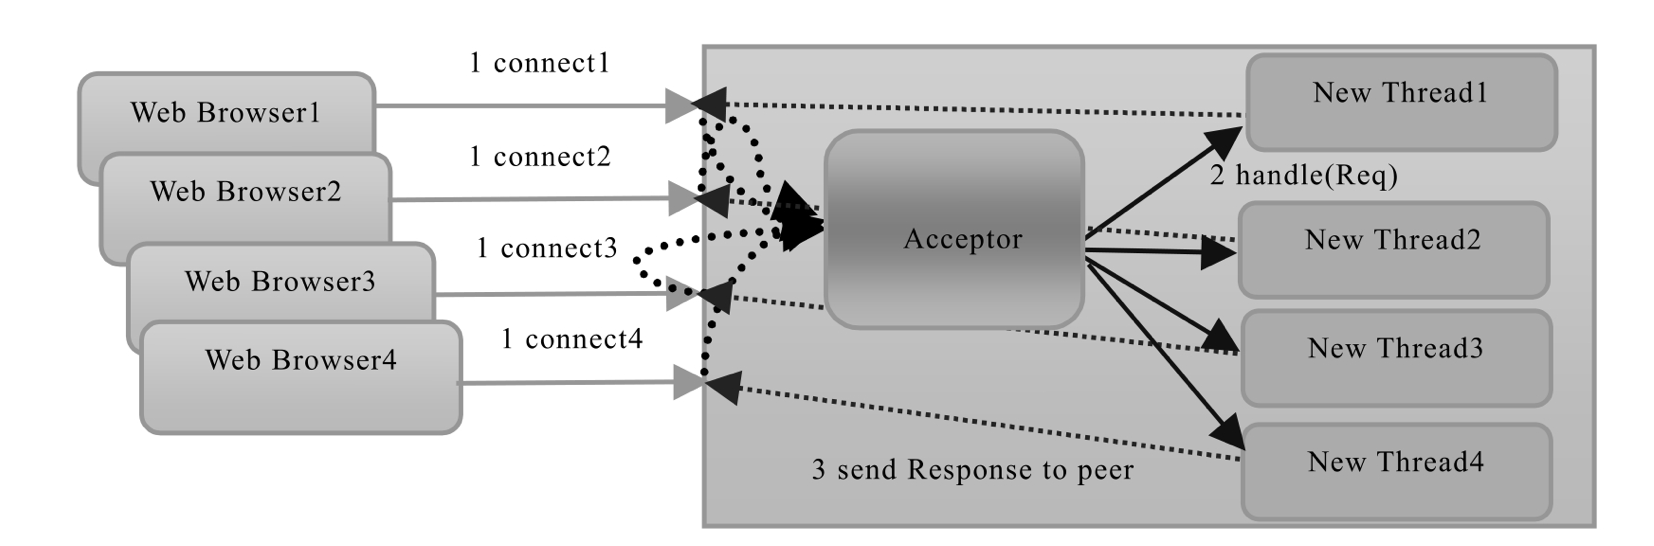 1 connect1
Web Browser1
1 connect2
Web Browser2
1 connect3
Web Browser3
1 connect4
Web Browser4
Acceptor
New Thread1
2 handle(Req)
New Thread2
New Thread3
New Thread4
3 send Response to peer